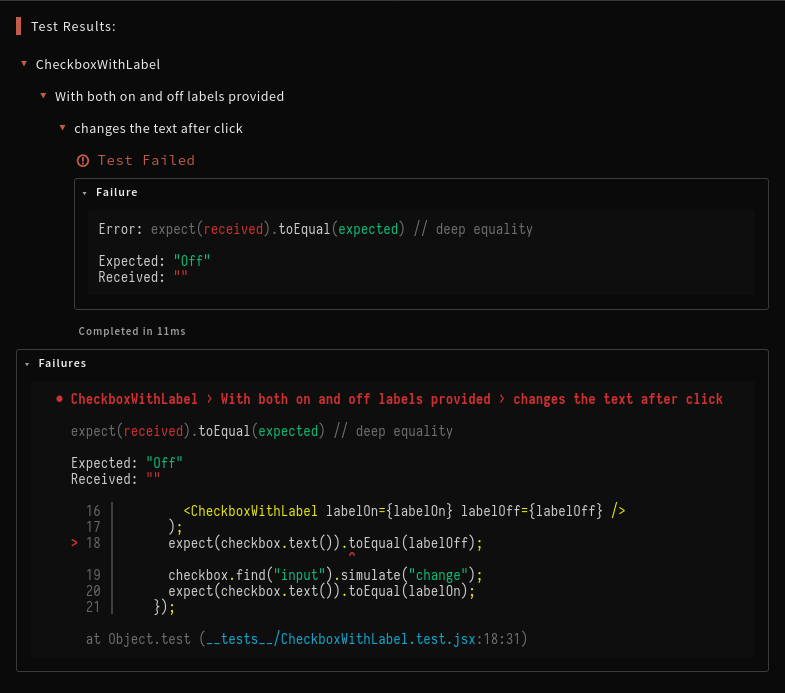 Test Results:
CheckboxWithLabel
With both on and off labels provided
changes the text after click
Test Failed
Failure
Error: expect(received).toEqual(expected) // deep equality
Expected: "Off"
Received: ""
Completed in 11ms
Failures
● CheckboxWithLabel › With both on and off labels provided › changes the text after click
expect(received).toEqual(expected) // deep equality
Expected: "Off"
Received: ""
16 | <CheckboxWithLabel labelOn={labelOn} labelOff={labelOff} />
17 | );
> 18 | expect(checkbox.text()).toEqual(labelOff);
^
19 | checkbox.find("input").simulate("change");
20 | expect(checkbox.text()).toEqual(labelOn);
21 | });
at Object.test (__tests__/CheckboxWithLabel.test.jsx:18:31)